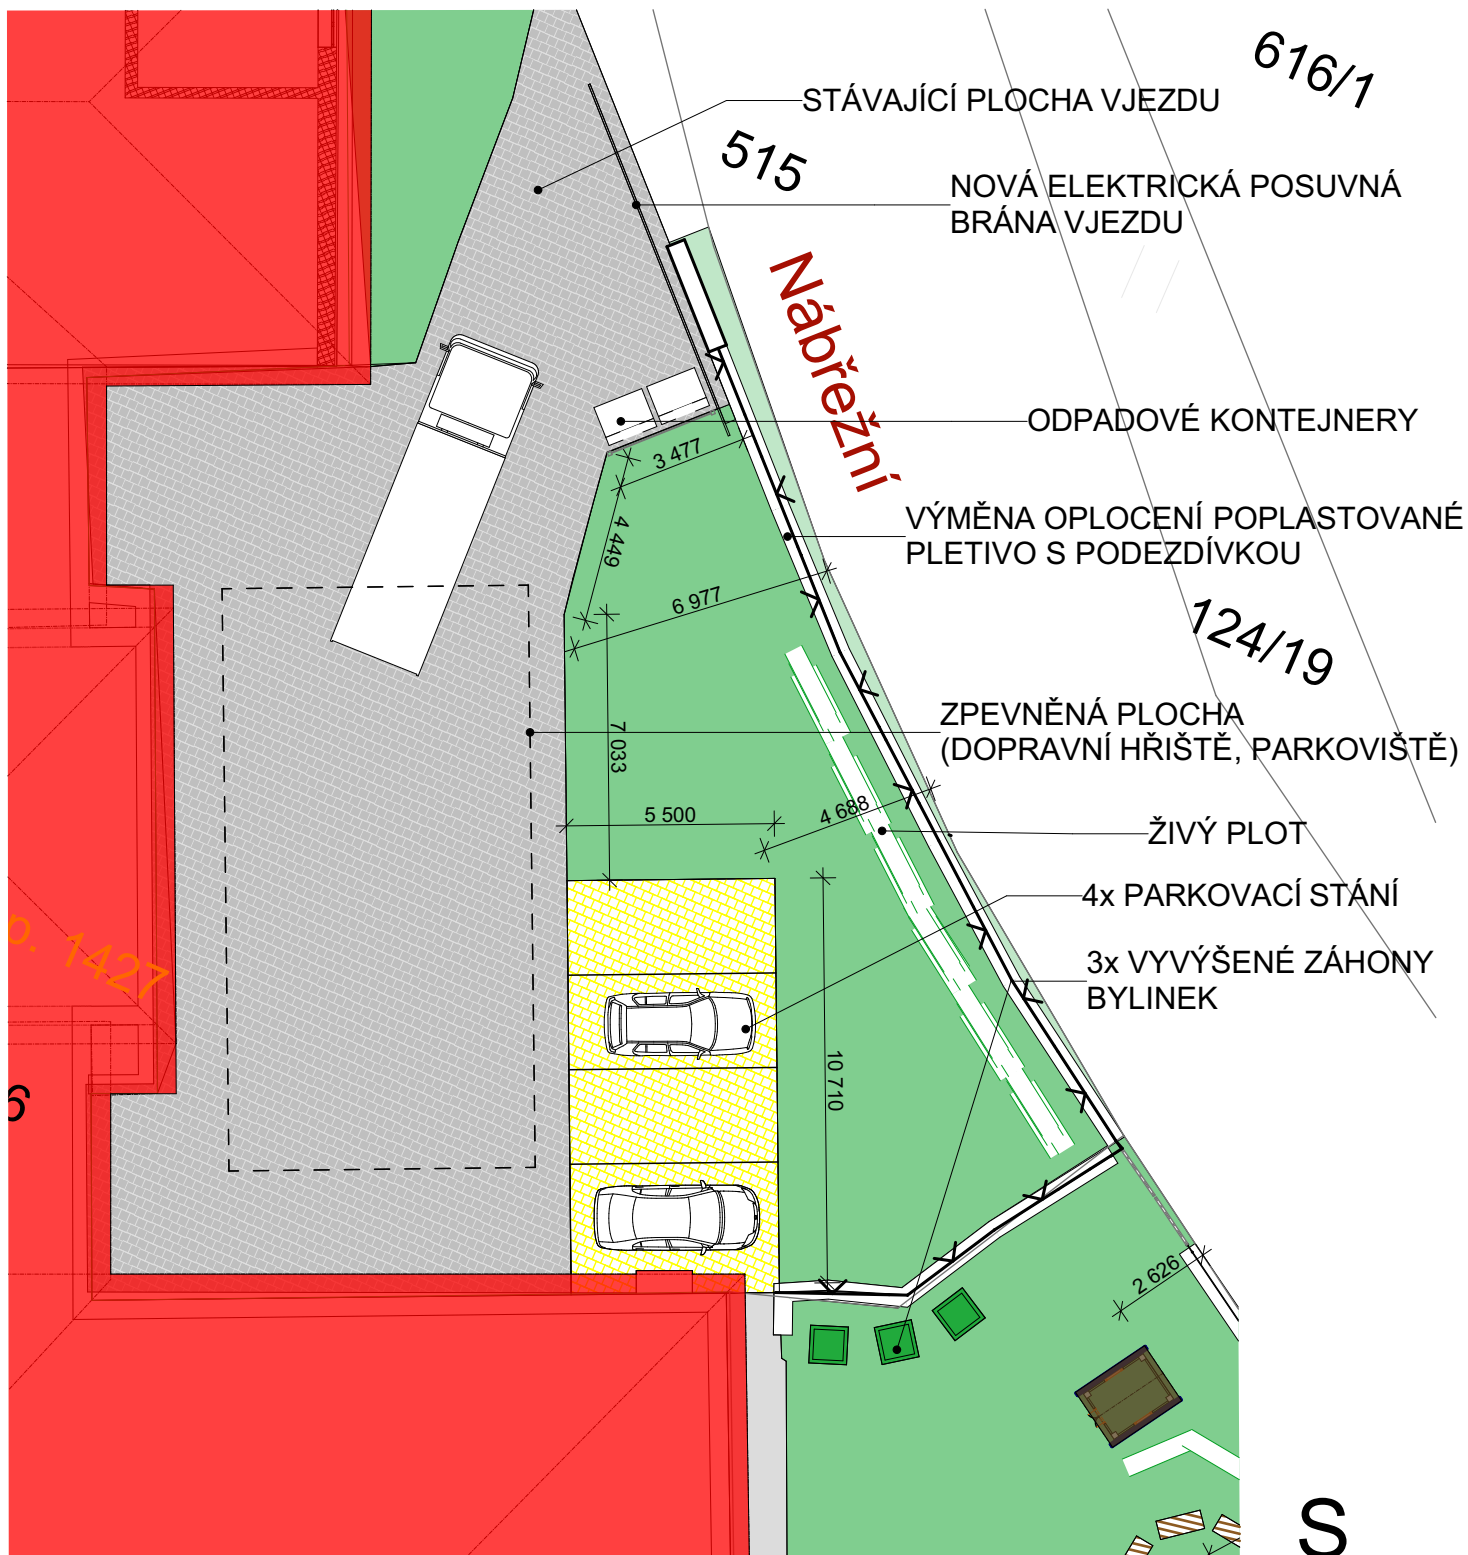 616/1
STÁVAJÍCÍ PLOCHA VJEZDU
515
NOVÁ ELEKTRICKÁ POSUVNÁ
BRÁNA VJEZDU
Nábřežní
ODPADOVÉ KONTEJNERY
3 477
VÝMĚNA OPLOCENÍ POPLASTOVANÉ
PLETIVO S PODEZDÍVKOU
4 449
6 977
124/19
ZPEVNĚNÁ PLOCHA
(DOPRAVNÍ HŘIŠTĚ, PARKOVIŠTĚ)
7 033
5 500
4 688
ŽIVÝ PLOT
4x PARKOVACÍ STÁNÍ
p. 1427
3x VYVÝŠENÉ ZÁHONY
BYLINEK
10 710
6
2 626
S